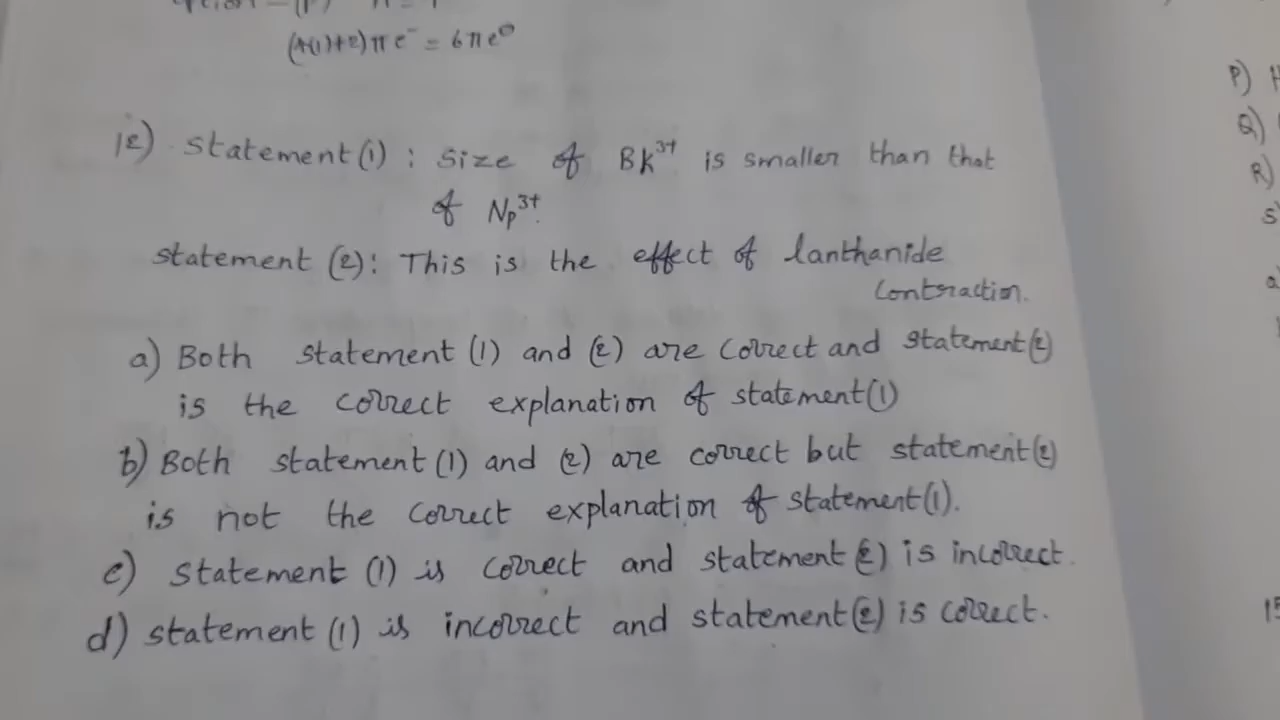 (4(1)+2)πe⁻ = 6πe⁰
12) Statement (1) : Size of Bk³⁺ is smaller than that
of Np³⁺.
statement (2): This is the effect of lanthanide
contraction.
a) Both statement (1) and (2) are correct and statement (2)
is the correct explanation of statement (1)
b) Both statement (1) and (2) are correct but statement (2)
is not the correct explanation of statement (1).
c) statement (1) is correct and statement (2) is incorrect.
d) statement (1) is incorrect and statement (2) is correct.
P)
Q)
R)
S
a
15